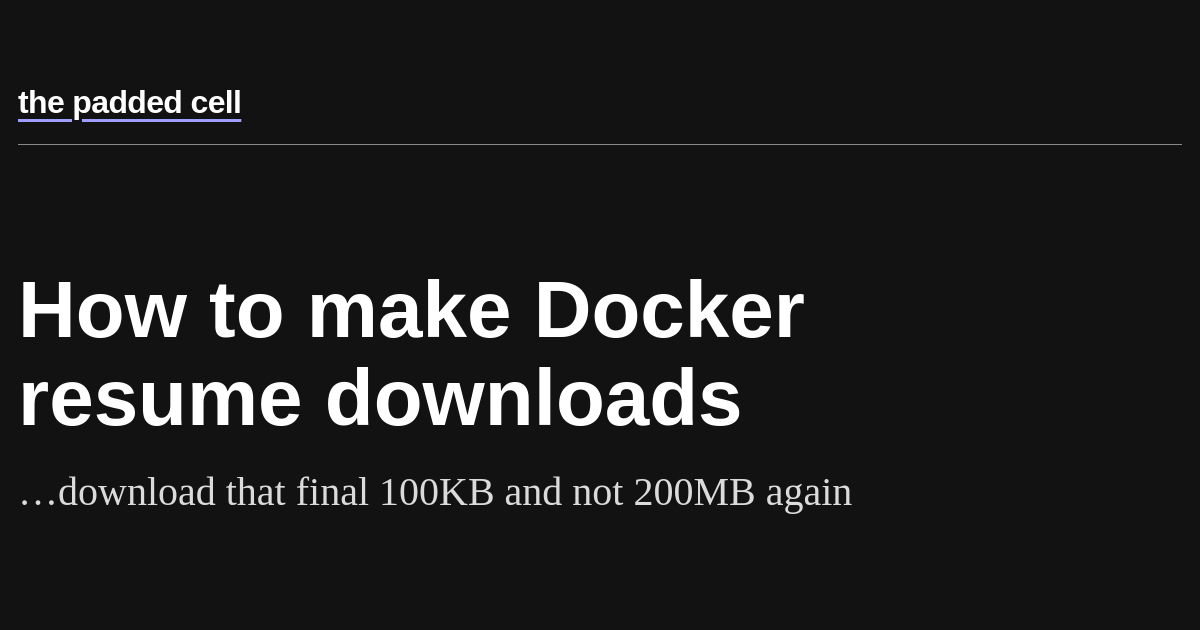 the padded cell
How to make Docker
resume downloads
…download that final 100KB and not 200MB again